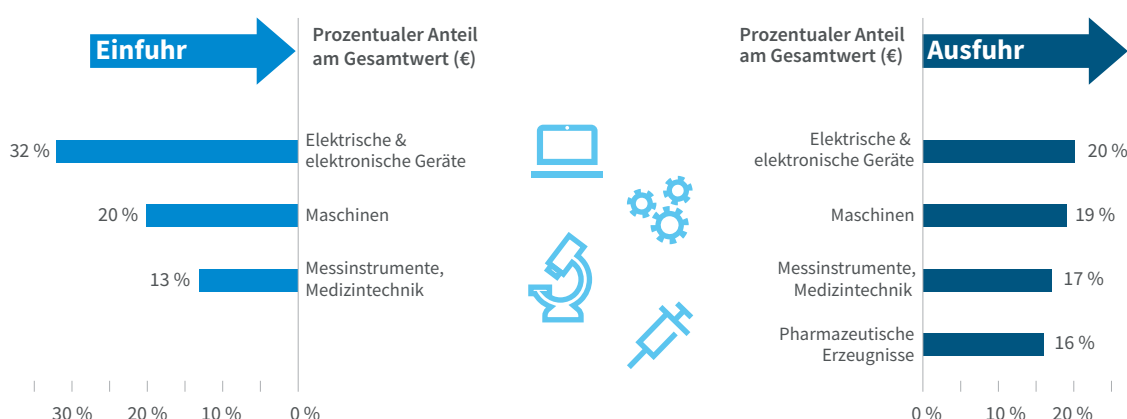 Einfuhr
Prozentualer Anteil
am Gesamtwert (€)
32 %
Elektrische &
elektronische Geräte
20 %
Maschinen
13 %
Messinstrumente,
Medizintechnik
30 %
20 %
10 %
0 %
Prozentualer Anteil
am Gesamtwert (€)
Ausfuhr
Elektrische &
elektronische Geräte
20 %
Maschinen
19 %
Messinstrumente,
Medizintechnik
17 %
Pharmazeutische
Erzeugnisse
16 %
0 %
10 %
20 %